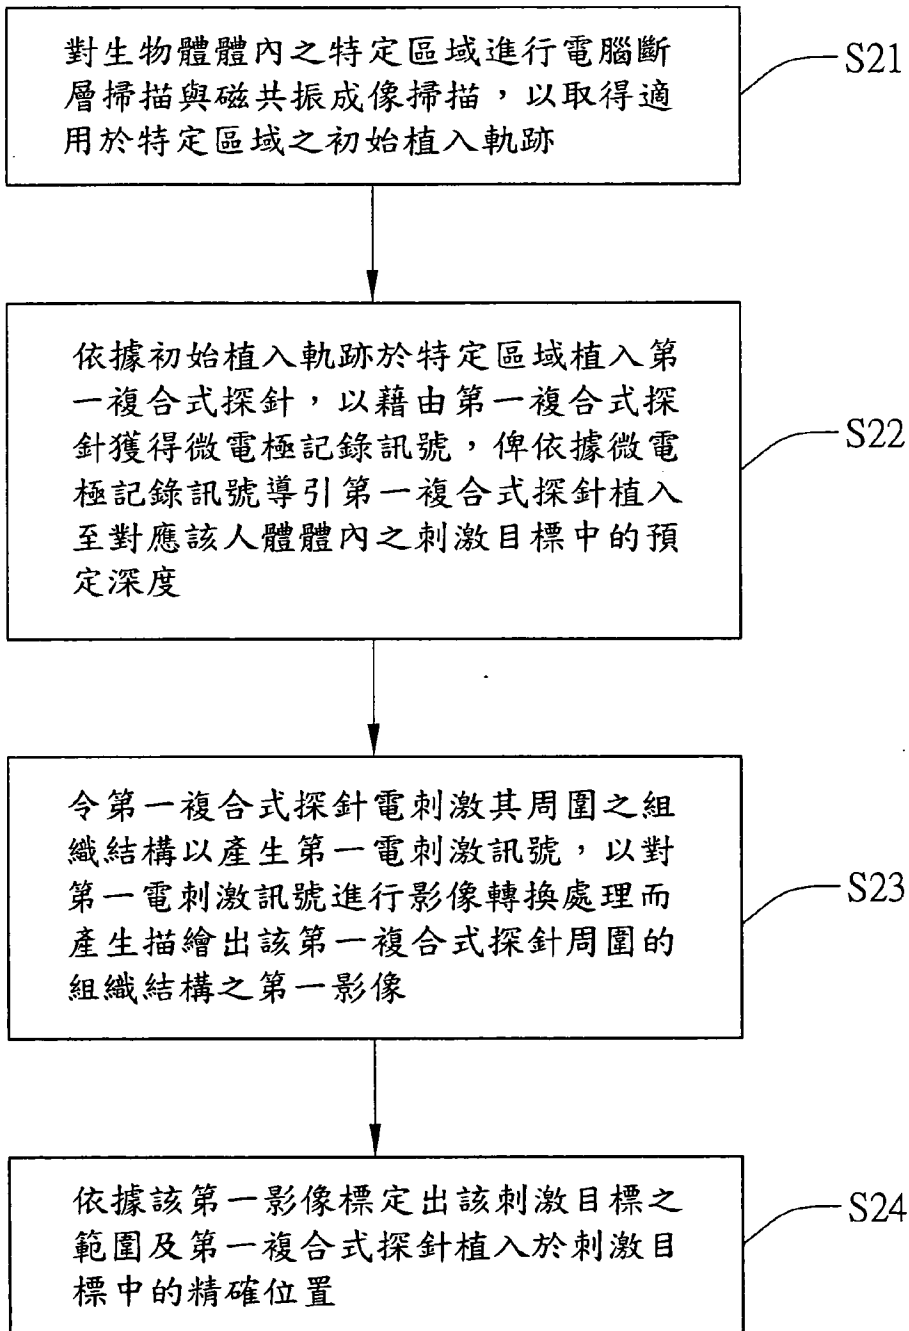 對生物體體內之特定區域進行電腦斷
層掃描與磁共振成像掃描，以取得適
用於特定區域之初始植入軌跡
S21
依據初始植入軌跡於特定區域植入第
一複合式探針，以藉由第一複合式探
針獲得微電極記錄訊號，俾依據微電
極記錄訊號導引第一複合式探針植入
至對應該人體體內之刺激目標中的預
定深度
S22
令第一複合式探針電刺激其周圍之組
織結構以產生第一電刺激訊號，以對
第一電刺激訊號進行影像轉換處理而
產生描繪出該第一複合式探針周圍的
組織結構之第一影像
S23
依據該第一影像標定出該刺激目標之
範圍及第一複合式探針植入於刺激目
標中的精確位置
S24